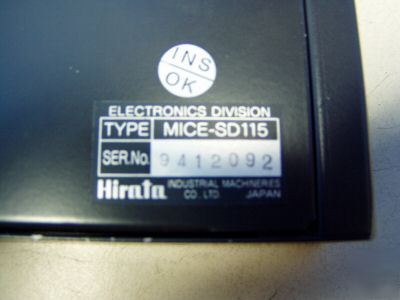 INS
OK
ELECTRONICS DIVISION
TYPE MICE-SD115
SER.No. 9412092
Hirata INDUSTRIAL MACHINERIES
CO., LTD. JAPAN